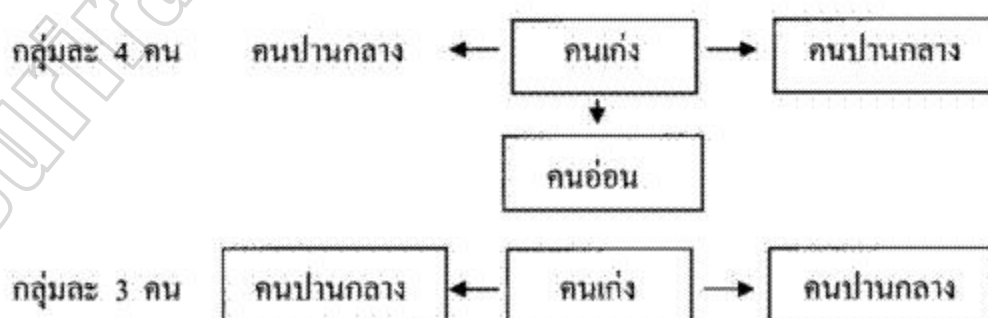 กลุ่มละ 4 คน คนปานกลาง คนเก่ง คนปานกลาง
คนอ่อน
กลุ่มละ 3 คน คนปานกลาง คนเก่ง คนปานกลาง